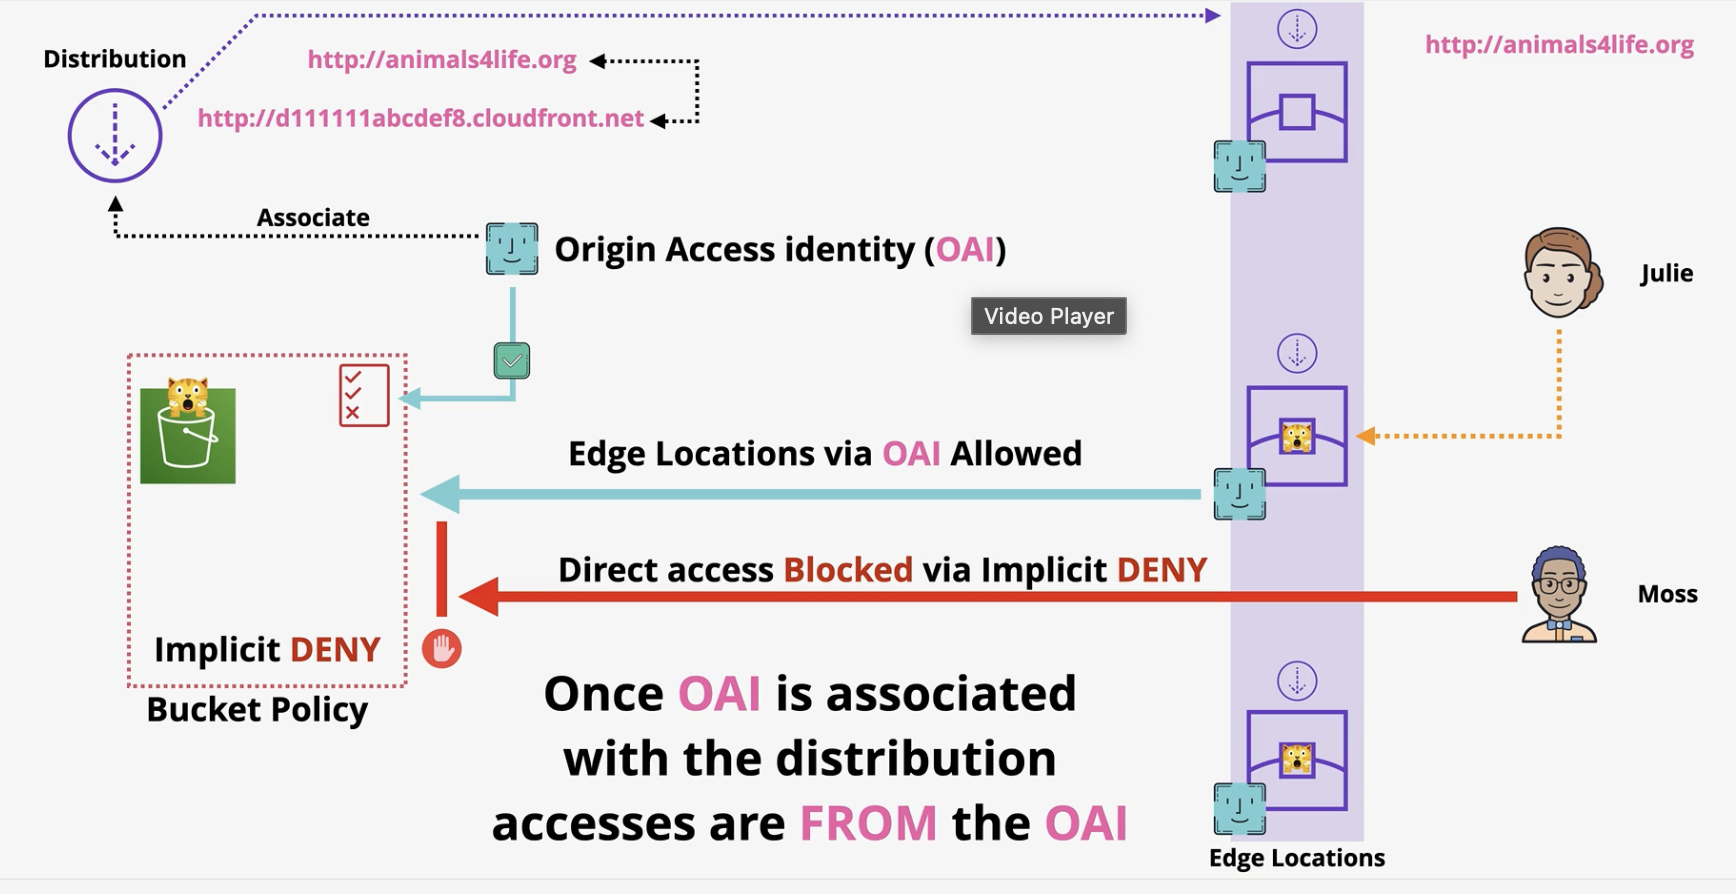 Distribution
http://animals4life.org
http://d111111abcdef8.cloudfront.net
http://animals4life.org
Associate
Origin Access identity (OAI)
Julie
Video Player
Edge Locations via OAI Allowed
Direct access Blocked via Implicit DENY
Moss
Implicit DENY
Bucket Policy
Once OAI is associated
with the distribution
accesses are FROM the OAI
Edge Locations